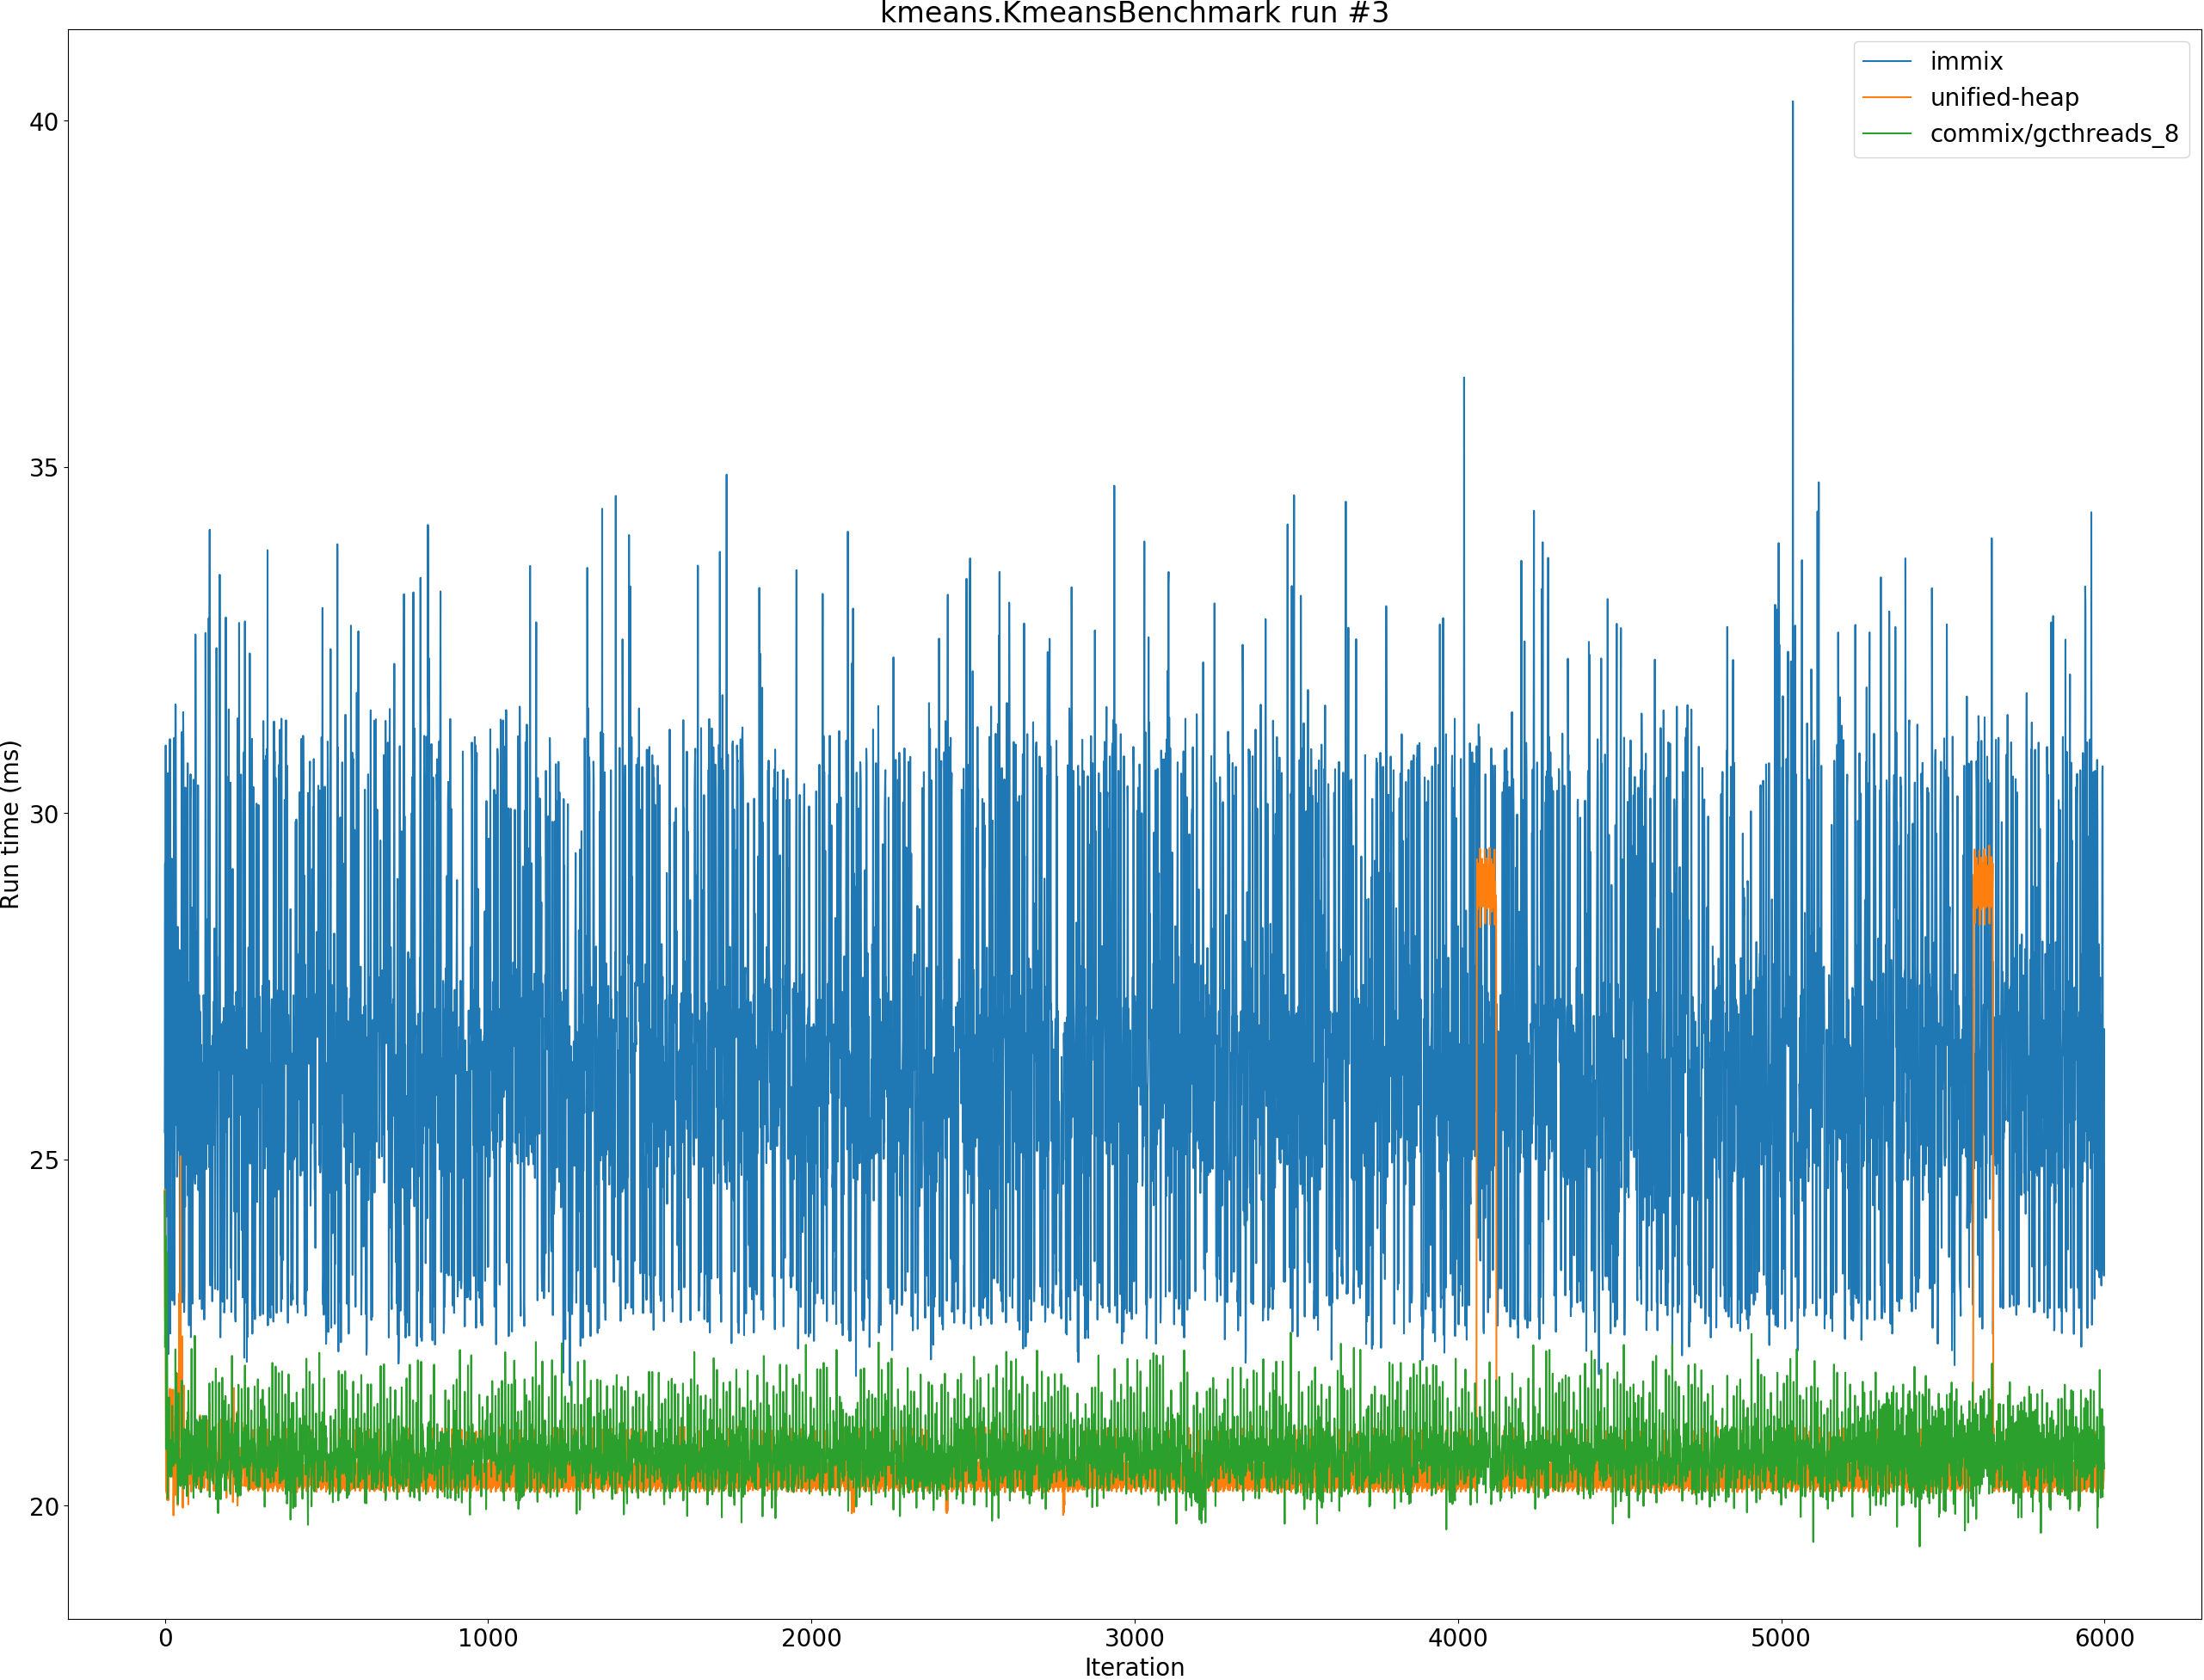 kmeans.KmeansBenchmark run #3
immix
unified-heap
commix/gcthreads_8
Run time (ms)
40
35
30
25
20
0 1000 2000 3000 4000 5000 6000
Iteration